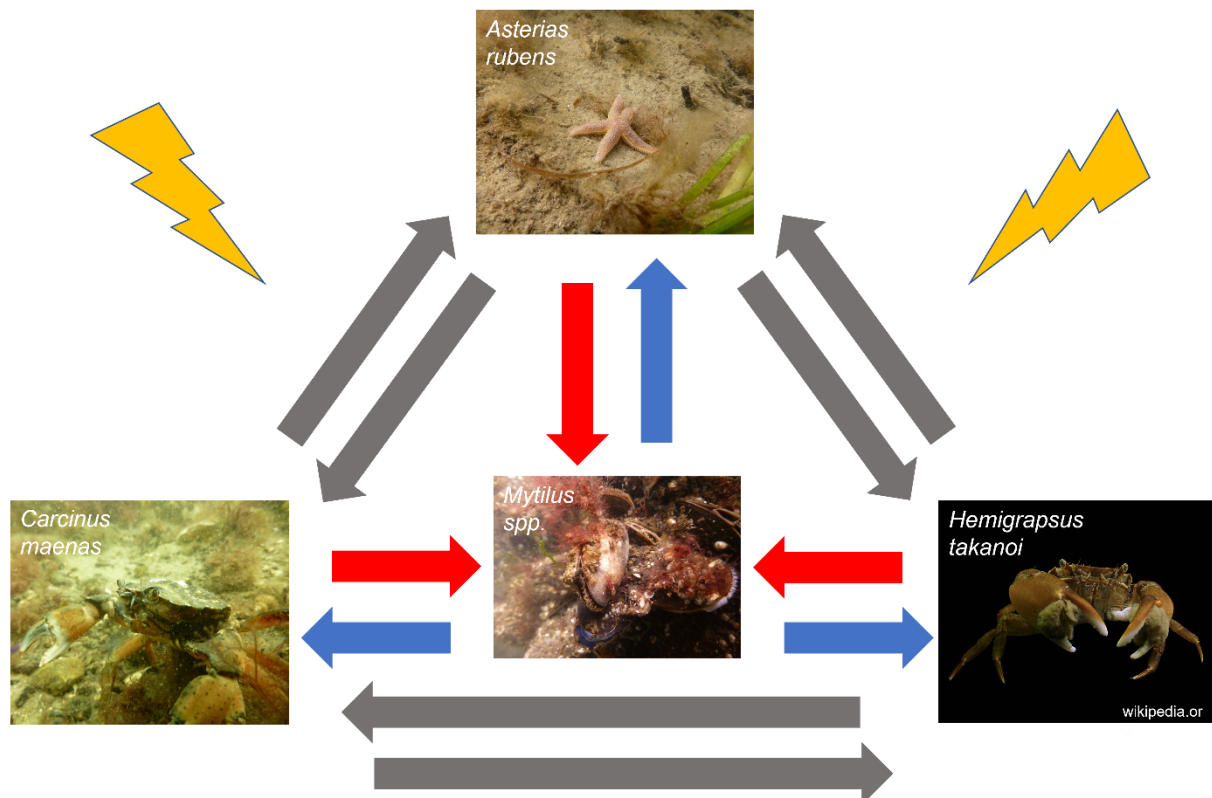 Asterias
rubens
Carcinus
maenas
Mytilus
spp.
Hemigrapsus
takanoi
wikipedia.or